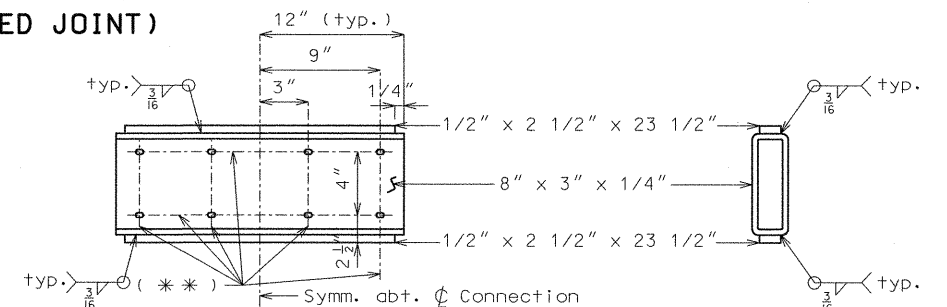 ED JOINT)
12" (typ.)
9"
3"
1/4"
typ.
3/16
typ.
3/16
1/2" x 2 1/2" x 23 1/2"
4"
8" x 3" x 1/4"
2 1/2"
1/2" x 2 1/2" x 23 1/2"
typ.
3/16
( * * )
typ.
3/16
Symm. abt. ℄ Connection